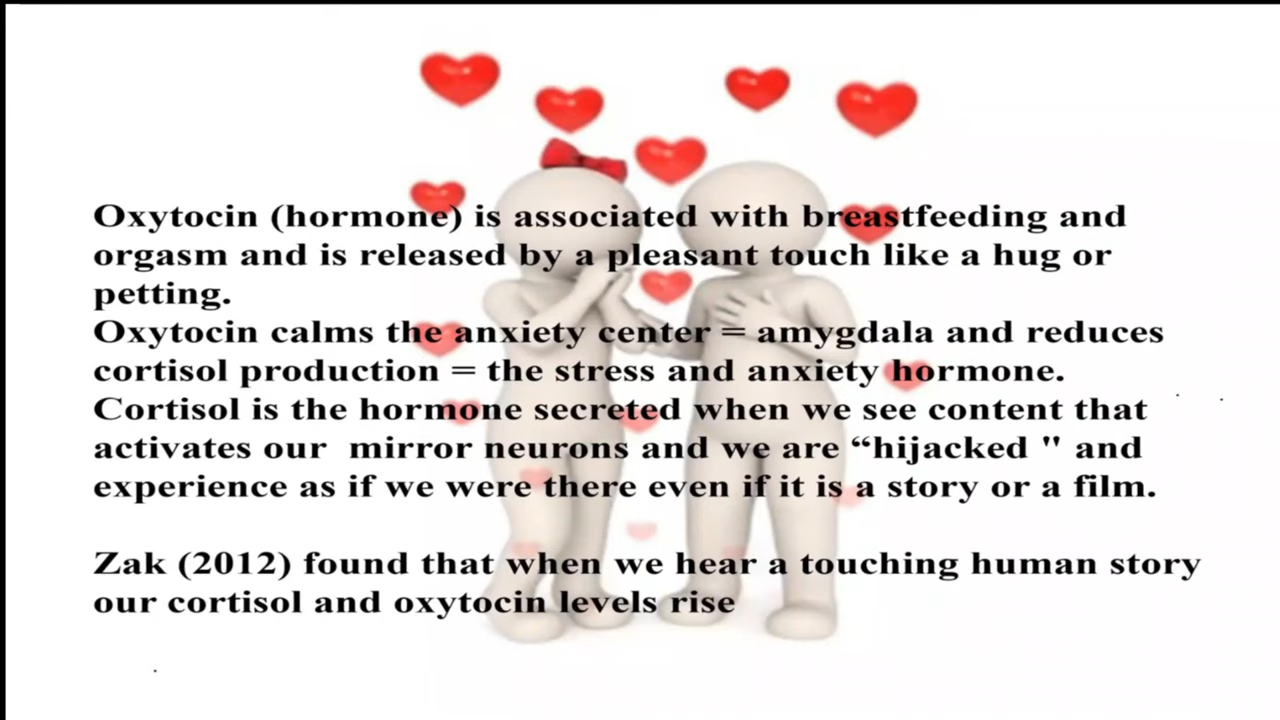 Oxytocin (hormone) is associated with breastfeeding and
orgasm and is released by a pleasant touch like a hug or
petting.
Oxytocin calms the anxiety center = amygdala and reduces
cortisol production = the stress and anxiety hormone.
Cortisol is the hormone secreted when we see content that
activates our  mirror neurons and we are “hijacked " and
experience as if we were there even if it is a story or a film.
Zak (2012) found that when we hear a touching human story
our cortisol and oxytocin levels rise